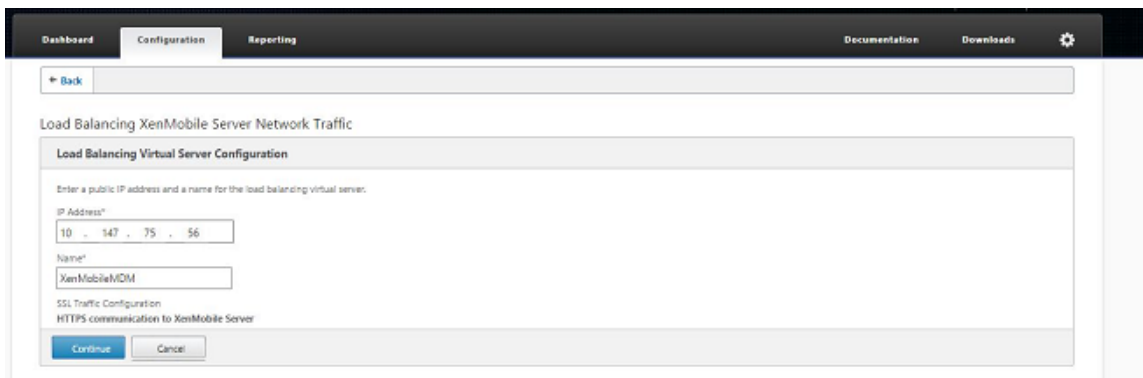 Dashboard Configuration Reporting Documentation Downloads
Back
Load Balancing XenMobile Server Network Traffic
Load Balancing Virtual Server Configuration
Enter a public IP address and a name for the load balancing virtual server.
IP Address*
10 . 147 . 75 . 56
Name*
XenMobileMDM
SSL Traffic Configuration
HTTPS communication to XenMobile Server
Continue Cancel